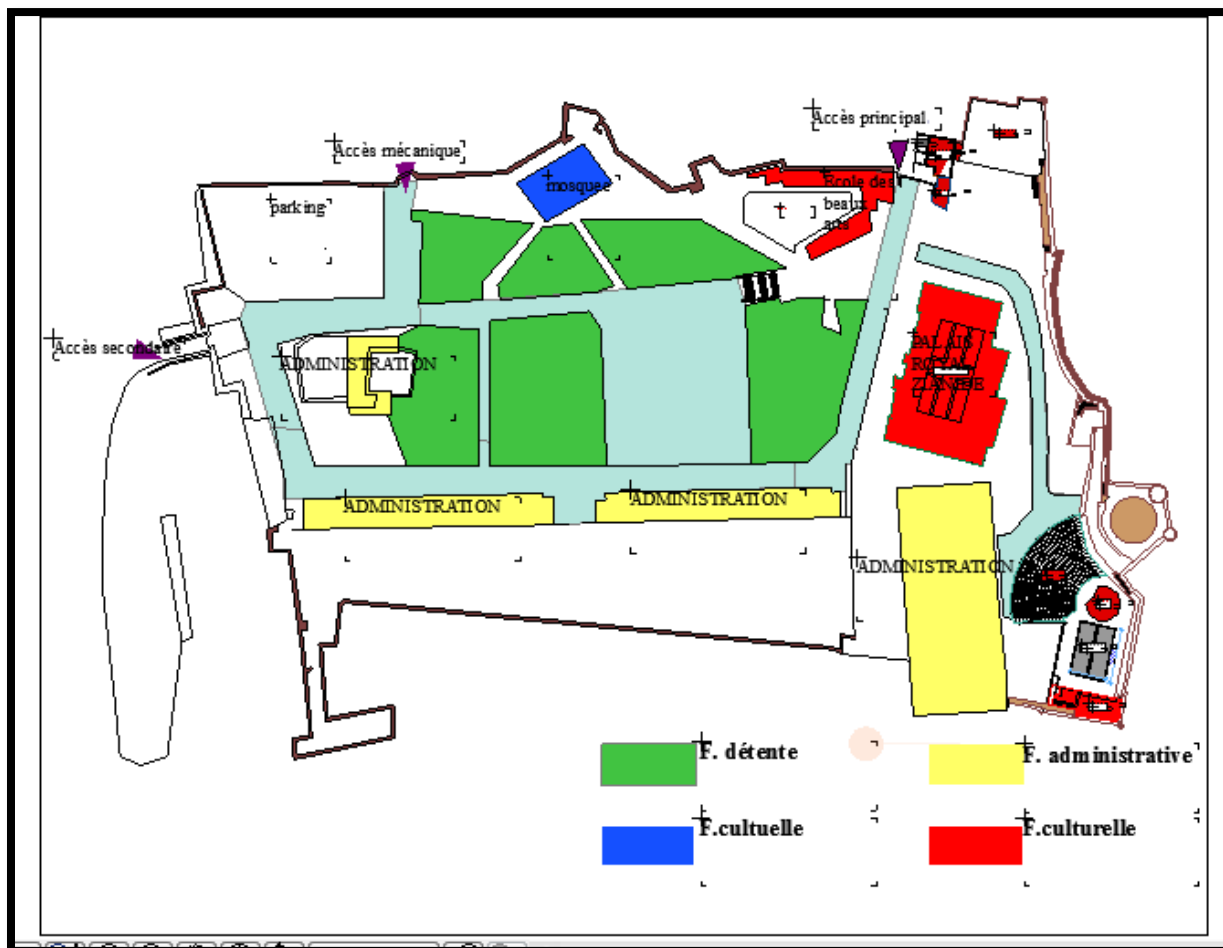 Accès principal
Accès mécanique
mosquee
Ecole des
beaux
arts
parking
Accès secondaire
ADMINISTRATION
PALAIS
ROYAL
ZIANIDE
ADMINISTRATION
ADMINISTRATION
ADMINISTRATION
F. détente
F. administrative
F.cultuelle
F.culturelle